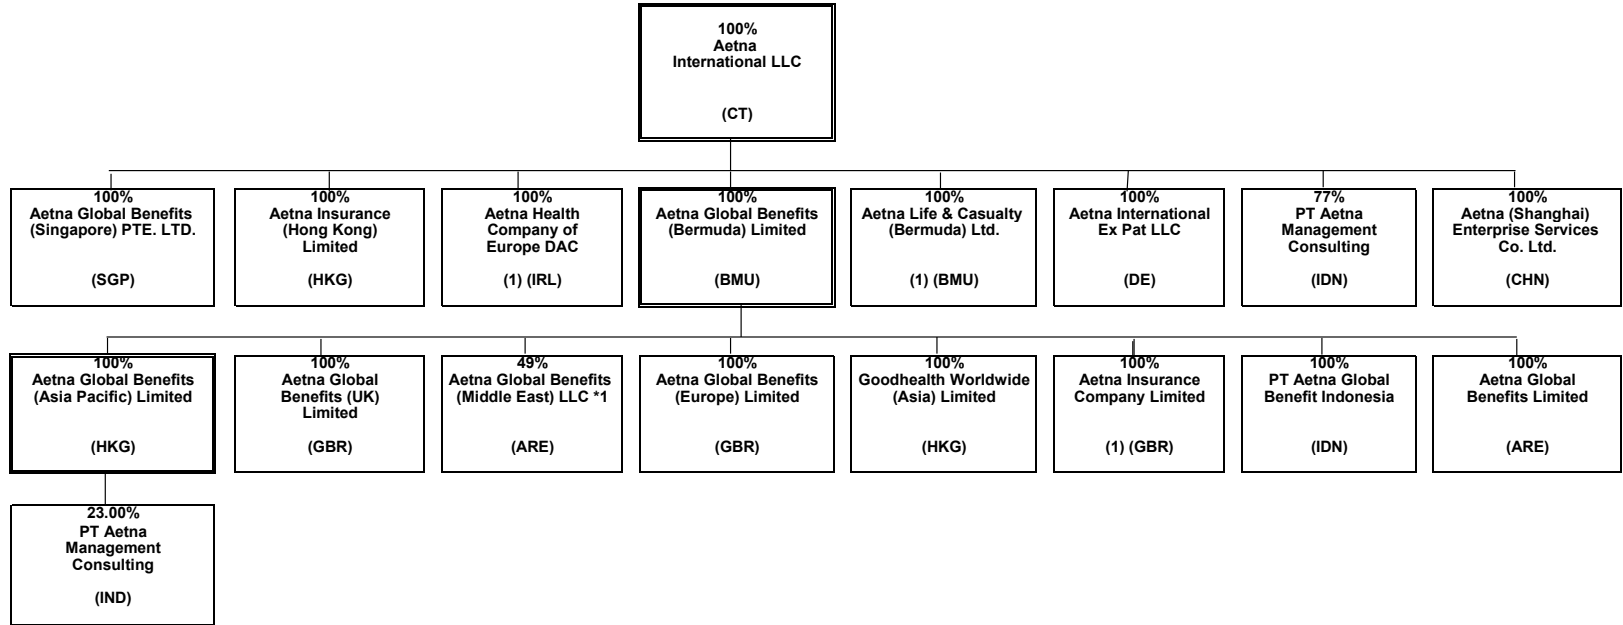 100%
Aetna
International LLC
(CT)
100%
Aetna Global Benefits
(Singapore) PTE. LTD.
(SGP)
100%
Aetna Insurance
(Hong Kong)
Limited
(HKG)
100%
Aetna Health
Company of
Europe DAC
(1) (IRL)
100%
Aetna Global Benefits
(Bermuda) Limited
(BMU)
100%
Aetna Life & Casualty
(Bermuda) Ltd.
(1) (BMU)
100%
Aetna International
Ex Pat LLC
(DE)
77%
PT Aetna
Management
Consulting
(IDN)
100%
Aetna (Shanghai)
Enterprise Services
Co. Ltd.
(CHN)
100%
Aetna Global Benefits
(Asia Pacific) Limited
(HKG)
100%
Aetna Global
Benefits (UK)
Limited
(GBR)
49%
Aetna Global Benefits
(Middle East) LLC *1
(ARE)
100%
Aetna Global Benefits
(Europe) Limited
(GBR)
100%
Goodhealth Worldwide
(Asia) Limited
(HKG)
100%
Aetna Insurance
Company Limited
(1) (GBR)
100%
PT Aetna Global
Benefit Indonesia
(IDN)
100%
Aetna Global
Benefits Limited
(ARE)
23.00%
PT Aetna
Management
Consulting
(IND)